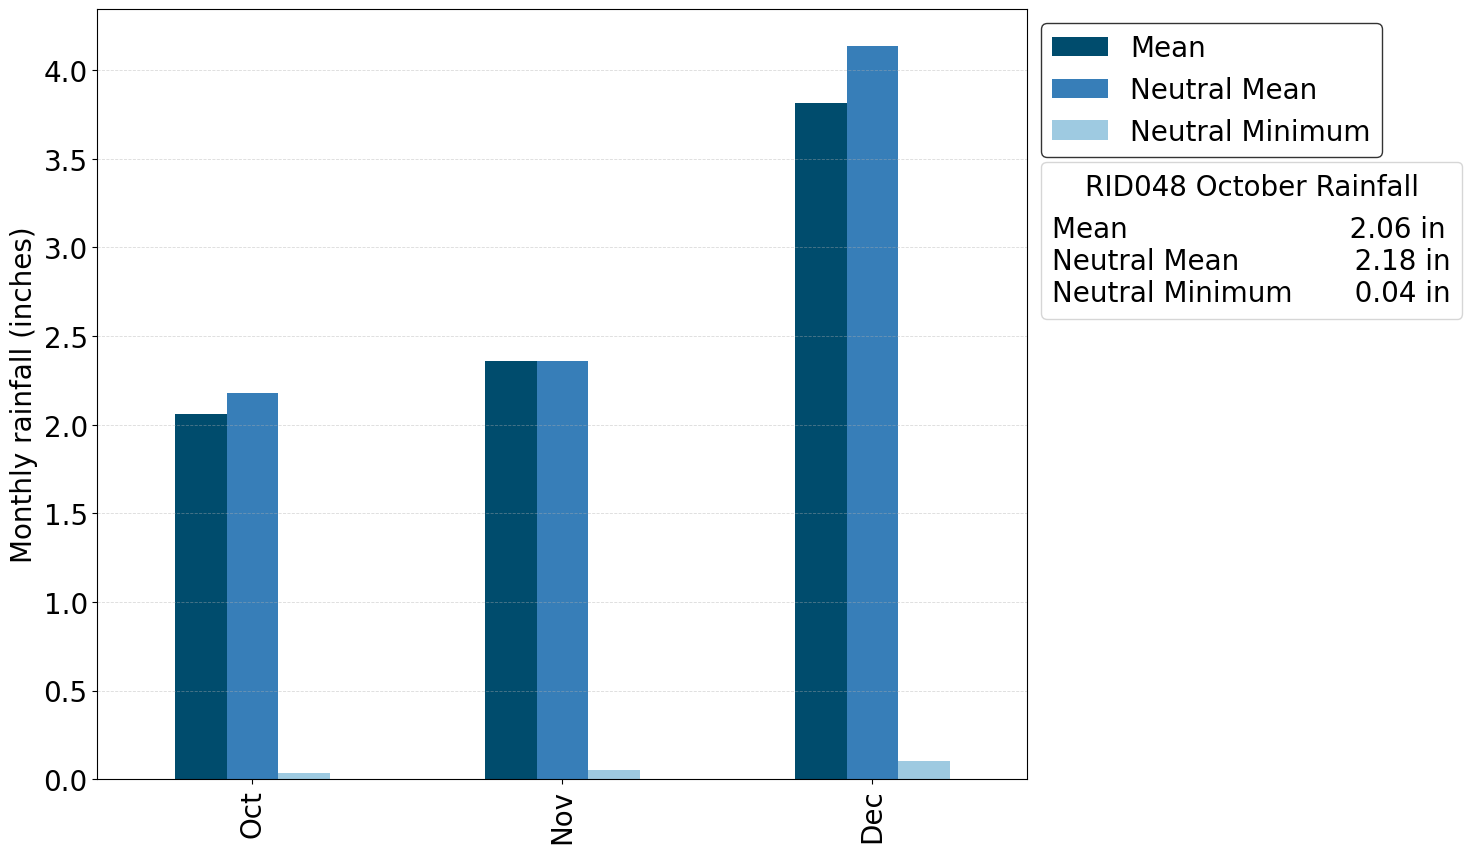 Mean
Neutral Mean
Neutral Minimum
RID048 October Rainfall
Mean 2.06 in
Neutral Mean 2.18 in
Neutral Minimum 0.04 in
Monthly rainfall (inches)
4.0
3.5
3.0
2.5
2.0
1.5
1.0
0.5
0.0
Oct
Nov
Dec